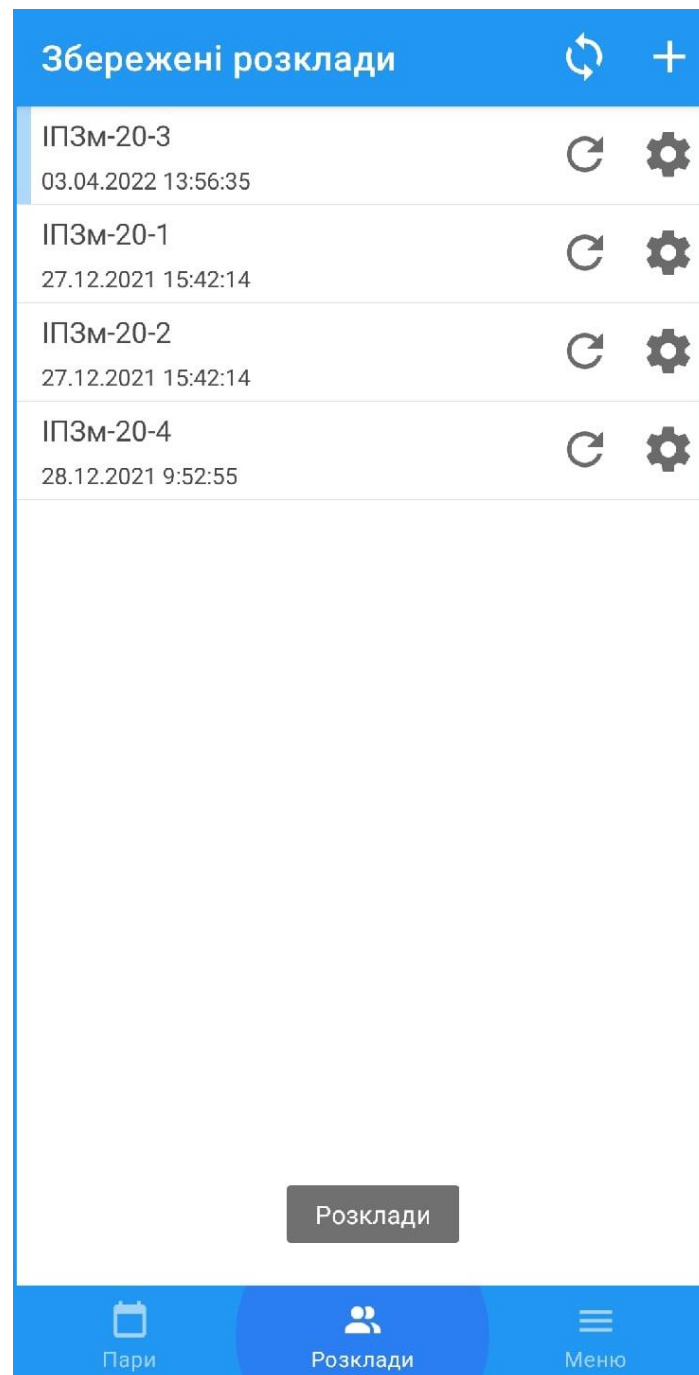 Збережені розклади
ІПЗм-20-3
03.04.2022 13:56:35
ІПЗм-20-1
27.12.2021 15:42:14
ІПЗм-20-2
27.12.2021 15:42:14
ІПЗм-20-4
28.12.2021 9:52:55
Розклади
Пари Розклади Меню